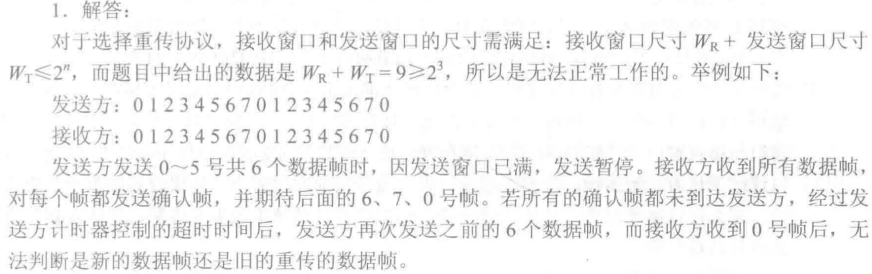 1. 解答:
对于选择重传协议，接收窗口和发送窗口的尺寸需满足：接收窗口尺寸 WR + 发送窗口尺寸
WT≤2ⁿ，而题目中给出的数据是 WR + WT = 9≥2³，所以是无法正常工作的。举例如下：
发送方：0 1 2 3 4 5 6 7 0 1 2 3 4 5 6 7 0
接收方：0 1 2 3 4 5 6 7 0 1 2 3 4 5 6 7 0
发送方发送 0～5 号共 6 个数据帧时，因发送窗口已满，发送暂停。接收方收到所有数据帧，
对每个帧都发送确认帧，并期待后面的 6、7、0 号帧。若所有的确认帧都未到达发送方，经过发
送方计时器控制的超时时间后，发送方再次发送之前的 6 个数据帧，而接收方收到 0 号帧后，无
法判断是新的数据帧还是旧的重传的数据帧。